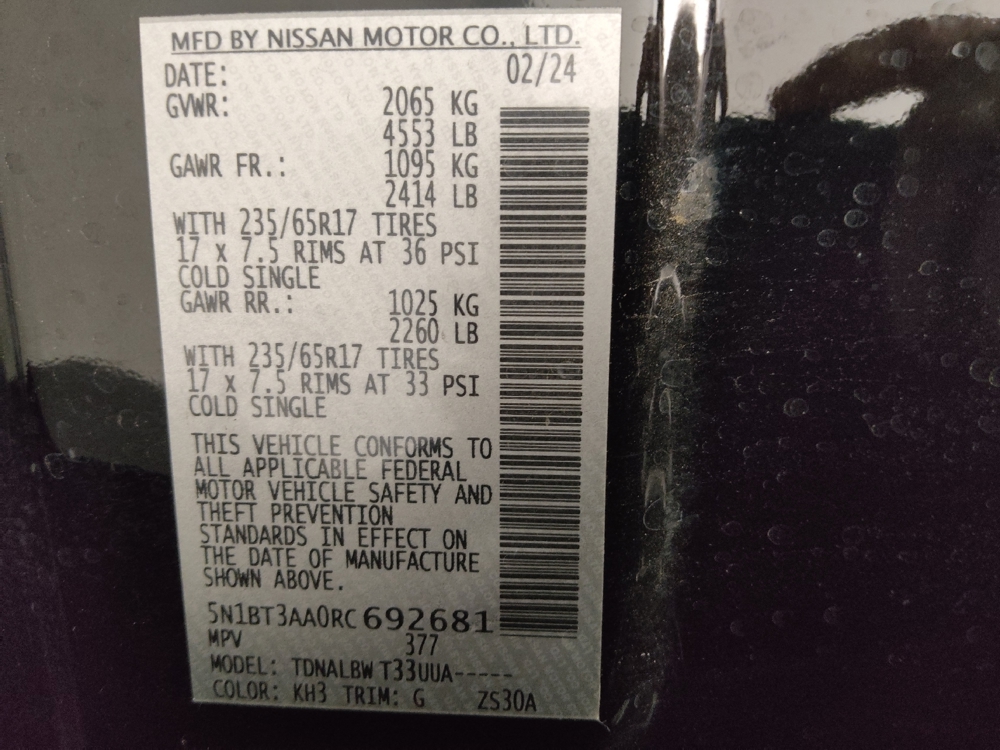 MFD BY NISSAN MOTOR CO., LTD.
DATE: 02/24
GVWR: 2065 KG
4553 LB
GAWR FR.: 1095 KG
2414 LB
WITH 235/65R17 TIRES
17 x 7.5 RIMS AT 36 PSI
COLD SINGLE
GAWR RR.: 1025 KG
2260 LB
WITH 235/65R17 TIRES
17 x 7.5 RIMS AT 33 PSI
COLD SINGLE
THIS VEHICLE CONFORMS TO
ALL APPLICABLE FEDERAL
MOTOR VEHICLE SAFETY AND
THEFT PREVENTION
STANDARDS IN EFFECT ON
THE DATE OF MANUFACTURE
SHOWN ABOVE.
5N1BT3AA0RC692681
MPV 377
MODEL: TDNALBW T33UUA-----
COLOR: KH3 TRIM: G ZS30A